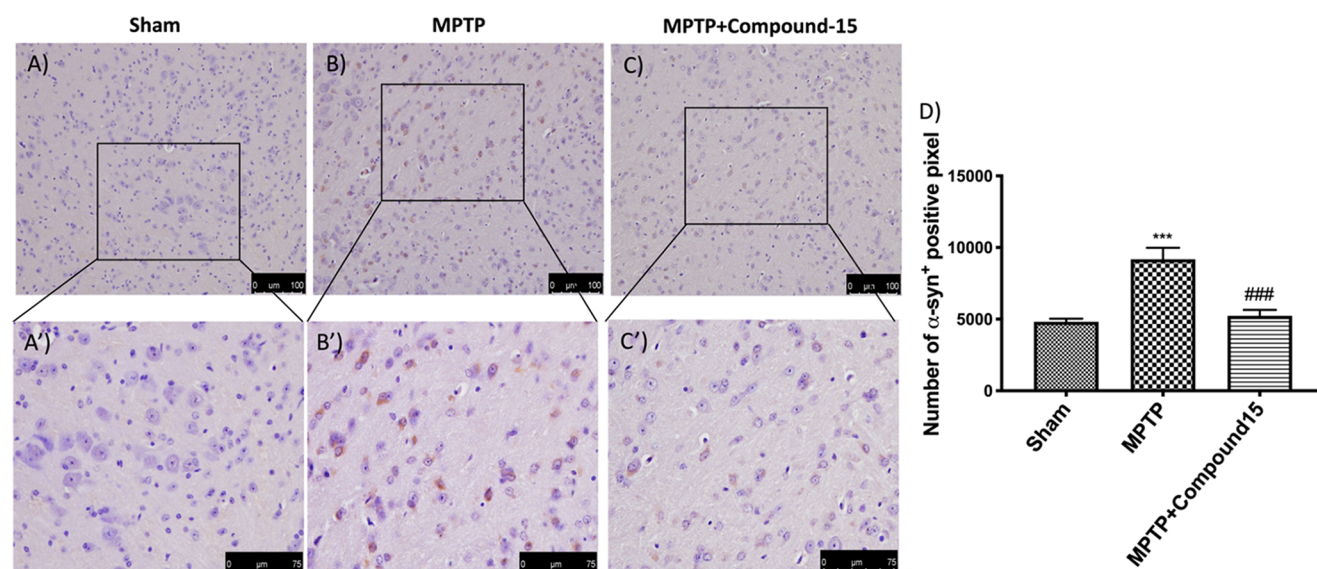 Sham
MPTP
MPTP+Compound-15
A)
B)
C)
0 um 100
0 µm 100
0 µm 100
A')
B')
C')
0 µm 75
0 µm 75
0 µm 75
D)
Number of α-syn⁺ positive pixel
15000
10000
5000
0
***
###
Sham
MPTP
MPTP+Compound15